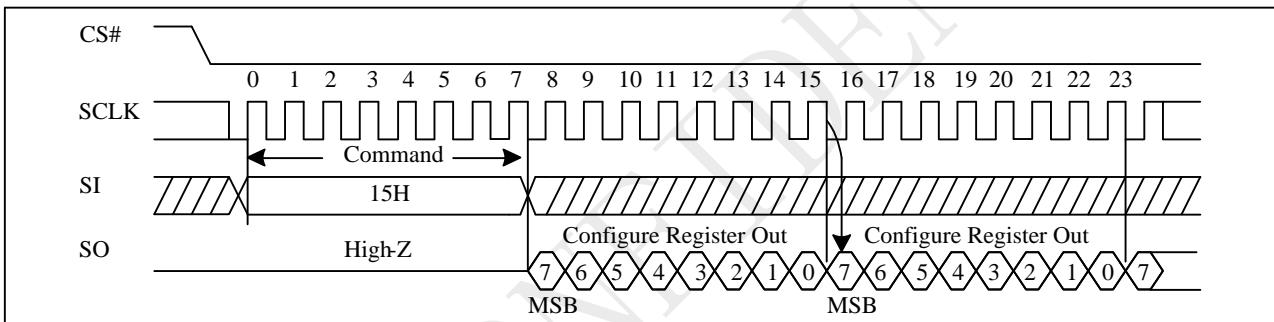 CS#
0 1 2 3 4 5 6 7 8 9 10 11 12 13 14 15 16 17 18 19 20 21 22 23
SCLK
Command
SI
15H
SO
High-Z
Configure Register Out
Configure Register Out
7 6 5 4 3 2 1 0 7 6 5 4 3 2 1 0 7
MSB
MSB